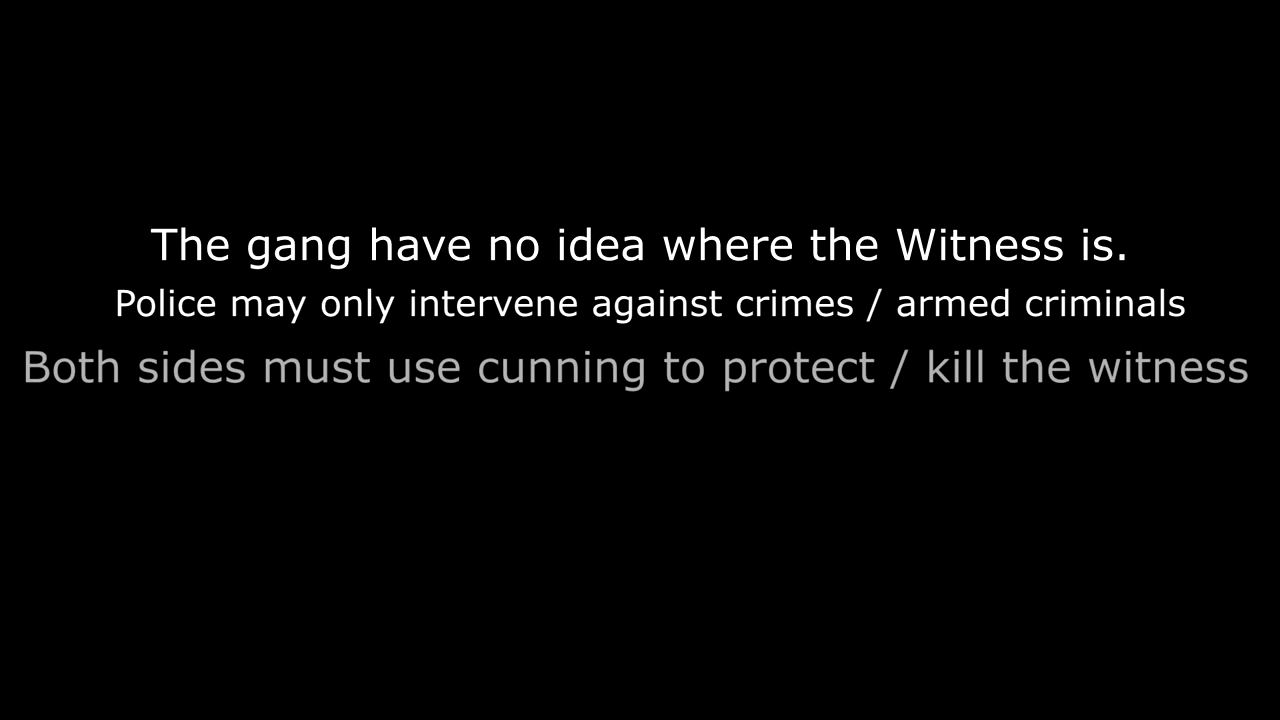 The gang have no idea where the Witness is.
Police may only intervene against crimes / armed criminals
Both sides must use cunning to protect / kill the witness